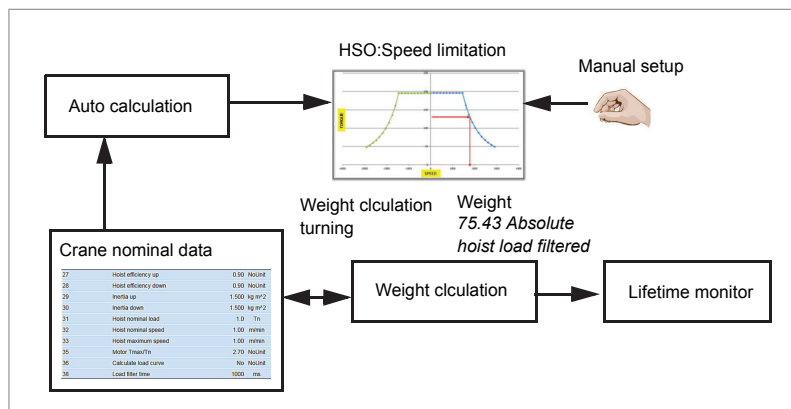 HSO:Speed limitation
Manual setup
Auto calculation
TORQUE
SPEED
Weight clculation
turning
Weight
75.43 Absolute
hoist load filtered
Crane nominal data
27 Hoist efficiency up 0.90 NoUnit
28 Hoist efficiency down 0.90 NoUnit
29 Inertia up 1.500 kg m^2
30 Inertia down 1.500 kg m^2
31 Hoist nominal load 1.0 Tn
32 Hoist nominal speed 1.00 m/min
33 Hoist maximum speed 1.00 m/min
35 Motor Tmax/Tn 2.70 NoUnit
36 Calculate load curve No NoUnit
38 Load filter time 1000 ms
Weight clculation
Lifetime monitor